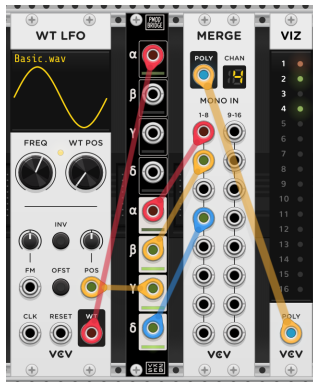 WT LFO
Basic.wav
FREQ WT POS
INV
FM OFST POS
CLK RESET WT
VCV
PMOD
BRIDGE
α
β
γ
δ
α
β
γ
δ
MERGE
POLY CHAN
4
MONO IN
1-8 9-16
VCV
VIZ
1
2
3
4
5
6
7
8
9
10
11
12
13
14
15
16
POLY
VCV